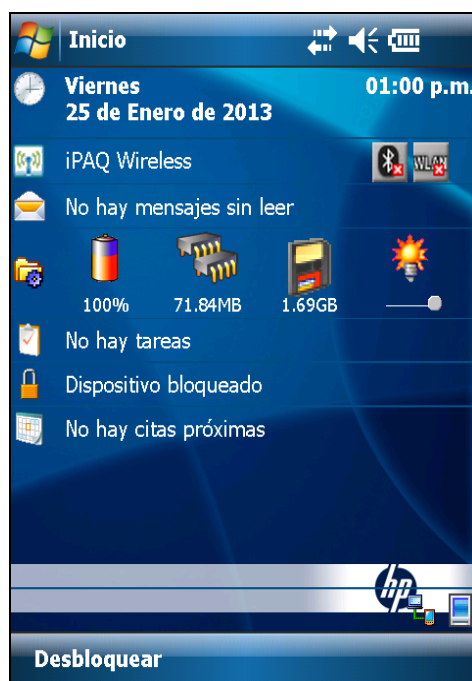 Inicio
Viernes 01:00 p.m.
25 de Enero de 2013
iPAQ Wireless WLAN
No hay mensajes sin leer
100% 71.84MB 1.69GB
No hay tareas
Dispositivo bloqueado
No hay citas próximas
hp
Desbloquear